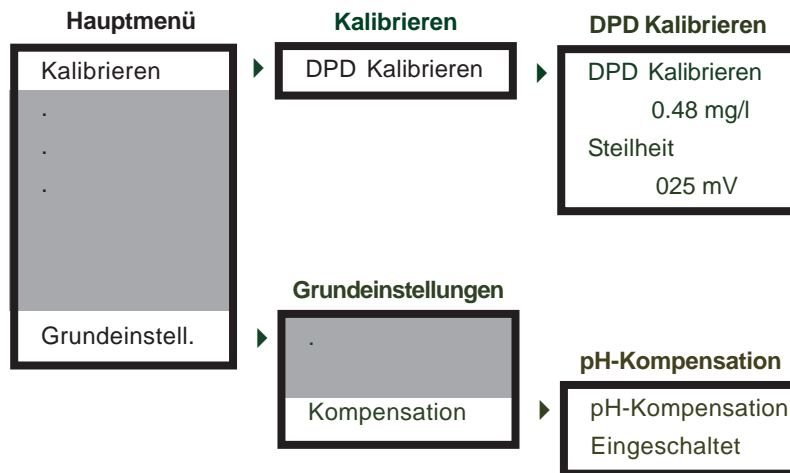 Hauptmenü
Kalibrieren
.
.
.
Grundeinstell.
Kalibrieren
DPD Kalibrieren
DPD Kalibrieren
DPD Kalibrieren
0.48 mg/l
Steilheit
025 mV
Grundeinstellungen
.
Kompensation
pH-Kompensation
pH-Kompensation
Eingeschaltet